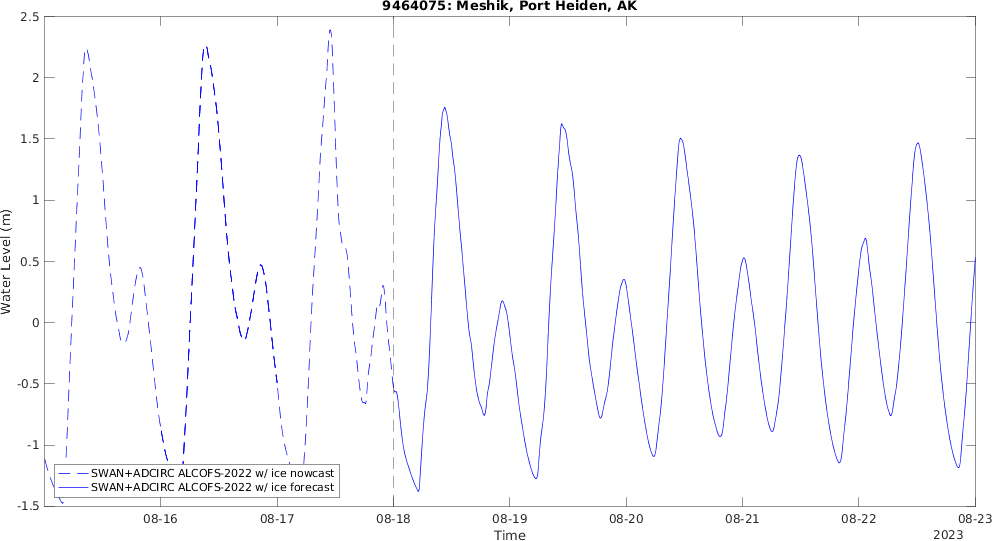 9464075: Meshik, Port Heiden, AK
2.5
2
1.5
1
0.5
0
-0.5
-1
-1.5
Water Level (m)
SWAN+ADCIRC ALCOFS-2022 w/ ice nowcast
SWAN+ADCIRC ALCOFS-2022 w/ ice forecast
08-16 08-17 08-18 08-19 08-20 08-21 08-22 08-23
Time
2023